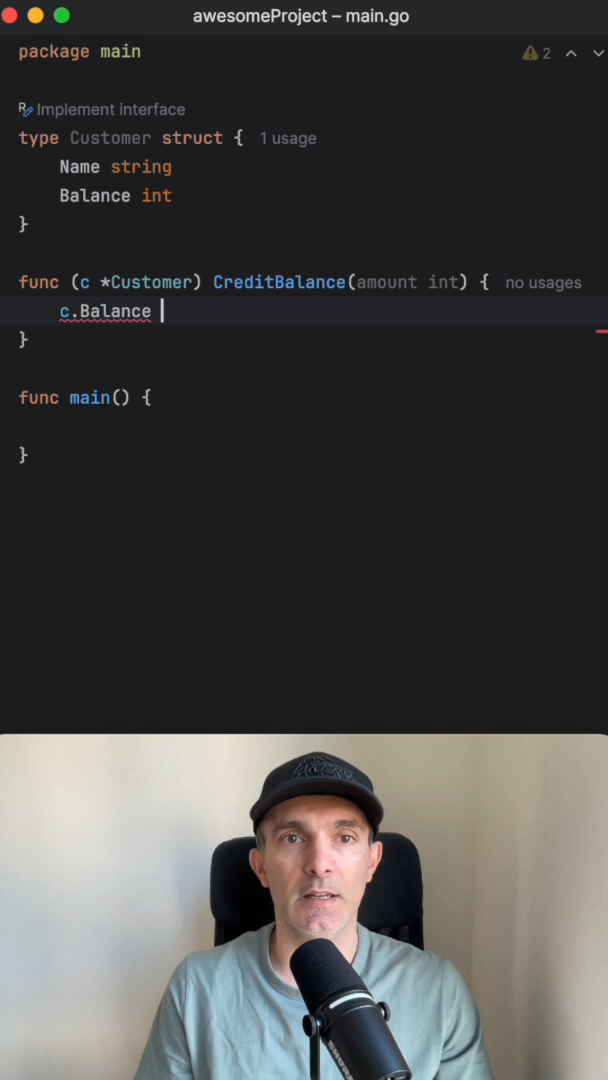 awesomeProject – main.go
package main
2
Implement interface
type Customer struct { 1 usage
Name string
Balance int
}
func (c *Customer) CreditBalance(amount int) { no usages
c.Balance
}
func main() {
}
SHURE